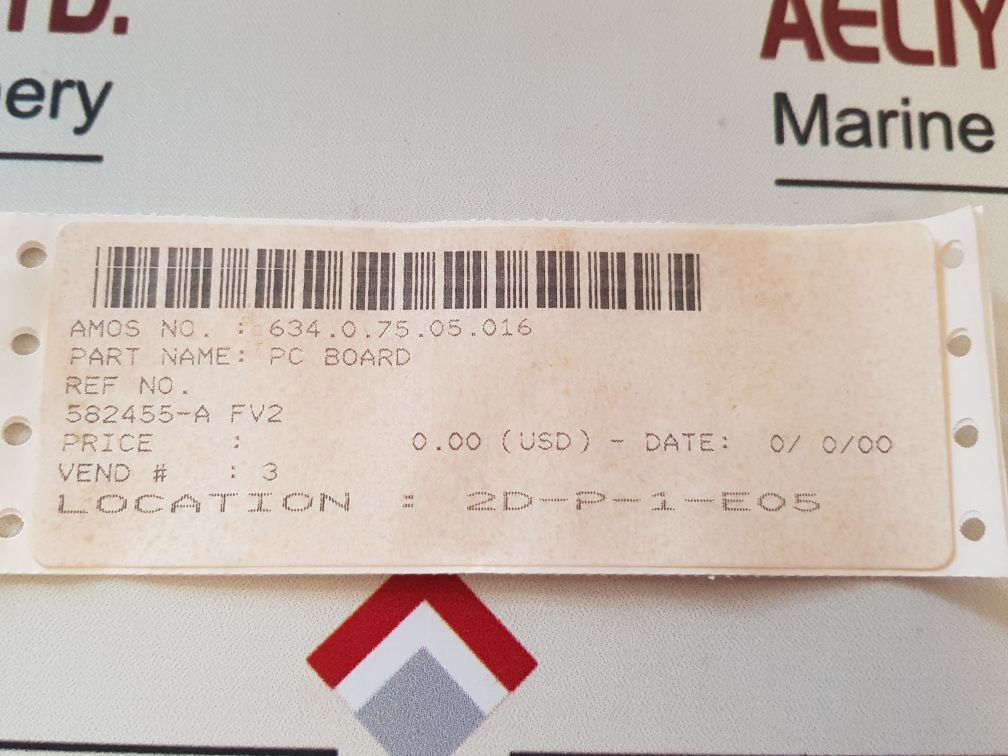 TD.
AELIY
ery
Marine
AMOS NO. : 634.0.75.05.016
PART NAME: PC BOARD
REF NO.
582455-A FV2
PRICE : 0.00 (USD) - DATE: 0/ 0/00
VEND # : 3
LOCATION : 2D-P-1-E05